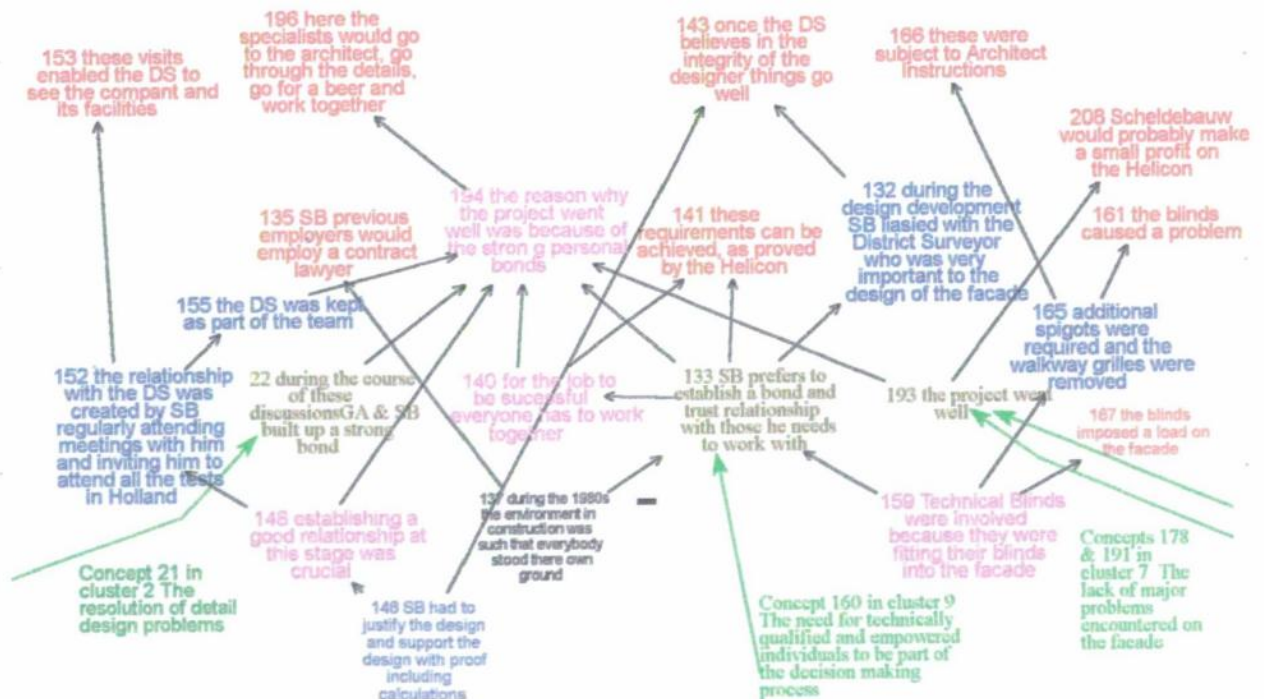 153 these visits
enabled the DS to
see the compant and
its facilities
196 here the
specialists would go
to the architect, go
through the details,
go for a beer and
work together
143 once the DS
believes in the
integrity of the
designer things go
well
166 these were
subject to Architect
Instructions
208 Scheldebauw
would probably make
a small profit on
the Helicon
194 the reason why
the project went
well was because of
the stron g personal
bonds
135 SB previous
employers would
employ a contract
lawyer
141 these
requirements can be
achieved, as proved
by the Helicon
132 during the
design development
SB liasied with the
District Surveyor
who was very
important to the
design of the facade
161 the blinds
caused a problem
155 the DS was kept
as part of the team
165 additional
spigots were
required and the
walkway grilles were
removed
152 the relationship
with the DS was
created by SB
regularly attending
meetings with him
and inviting him to
attend all the tests
in Holland
22 during the course
of these
discussionsGA & SB
built up a strong
bond
140 for the job to
be sucessful
everyone has to work
together
133 SB prefers to
establish a bond and
trust relationship
with those he needs
to work with
193 the project went
well
167 the blinds
imposed a load on
the facade
137 during the 1980s
the environment in
construction was
such that everybody
stood there own
ground
159 Technical Blinds
were involved
because they were
fitting their blinds
into the facade
146 establishing a
good relationship at
this stage was
crucial
Concept 21 in
cluster 2 The
resolution of detail
design problems
148 SB had to
justify the design
and support the
design with proof
including
calculations
Concept 160 in cluster 9
The need for technically
qualified and empowered
individuals to be part of
the decision making
process
Concepts 178
& 191 in
cluster 7 The
lack of major
problems
encountered on
the facade